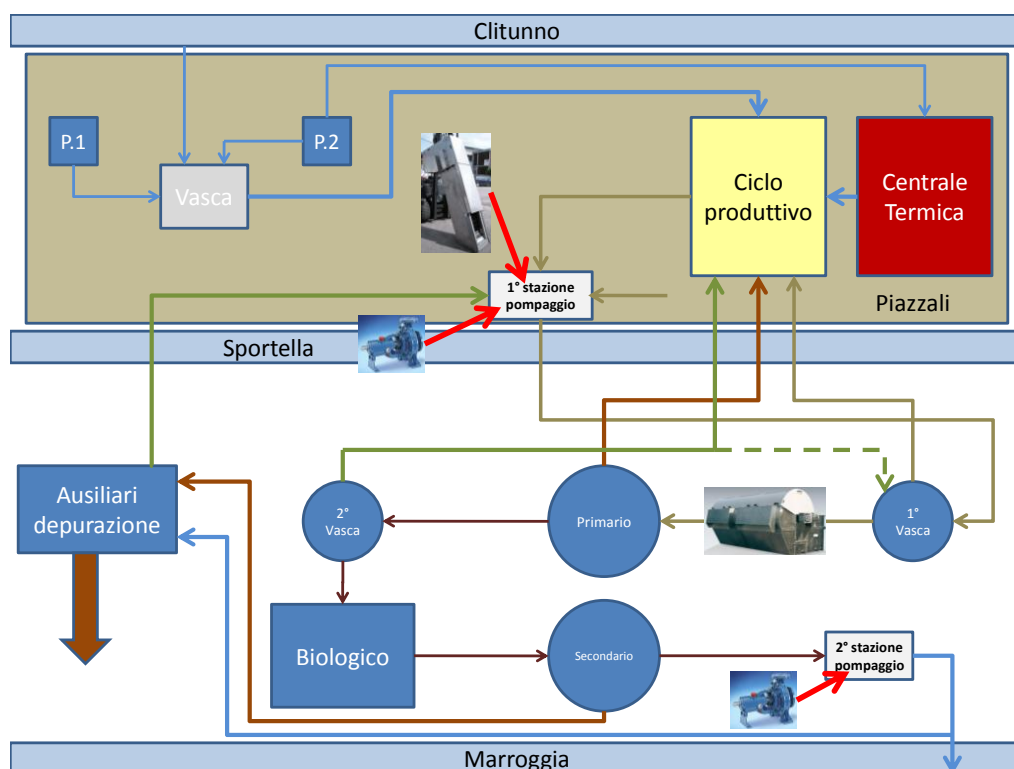 Clitunno
P.1
P.2
Vasca
Ciclo
produttivo
Centrale
Termica
1° stazione
pompaggio
Piazzali
Sportella
Ausiliari
depurazione
2°
Vasca
Primario
1°
Vasca
Biologico
Secondario
2° stazione
pompaggio
Marroggia